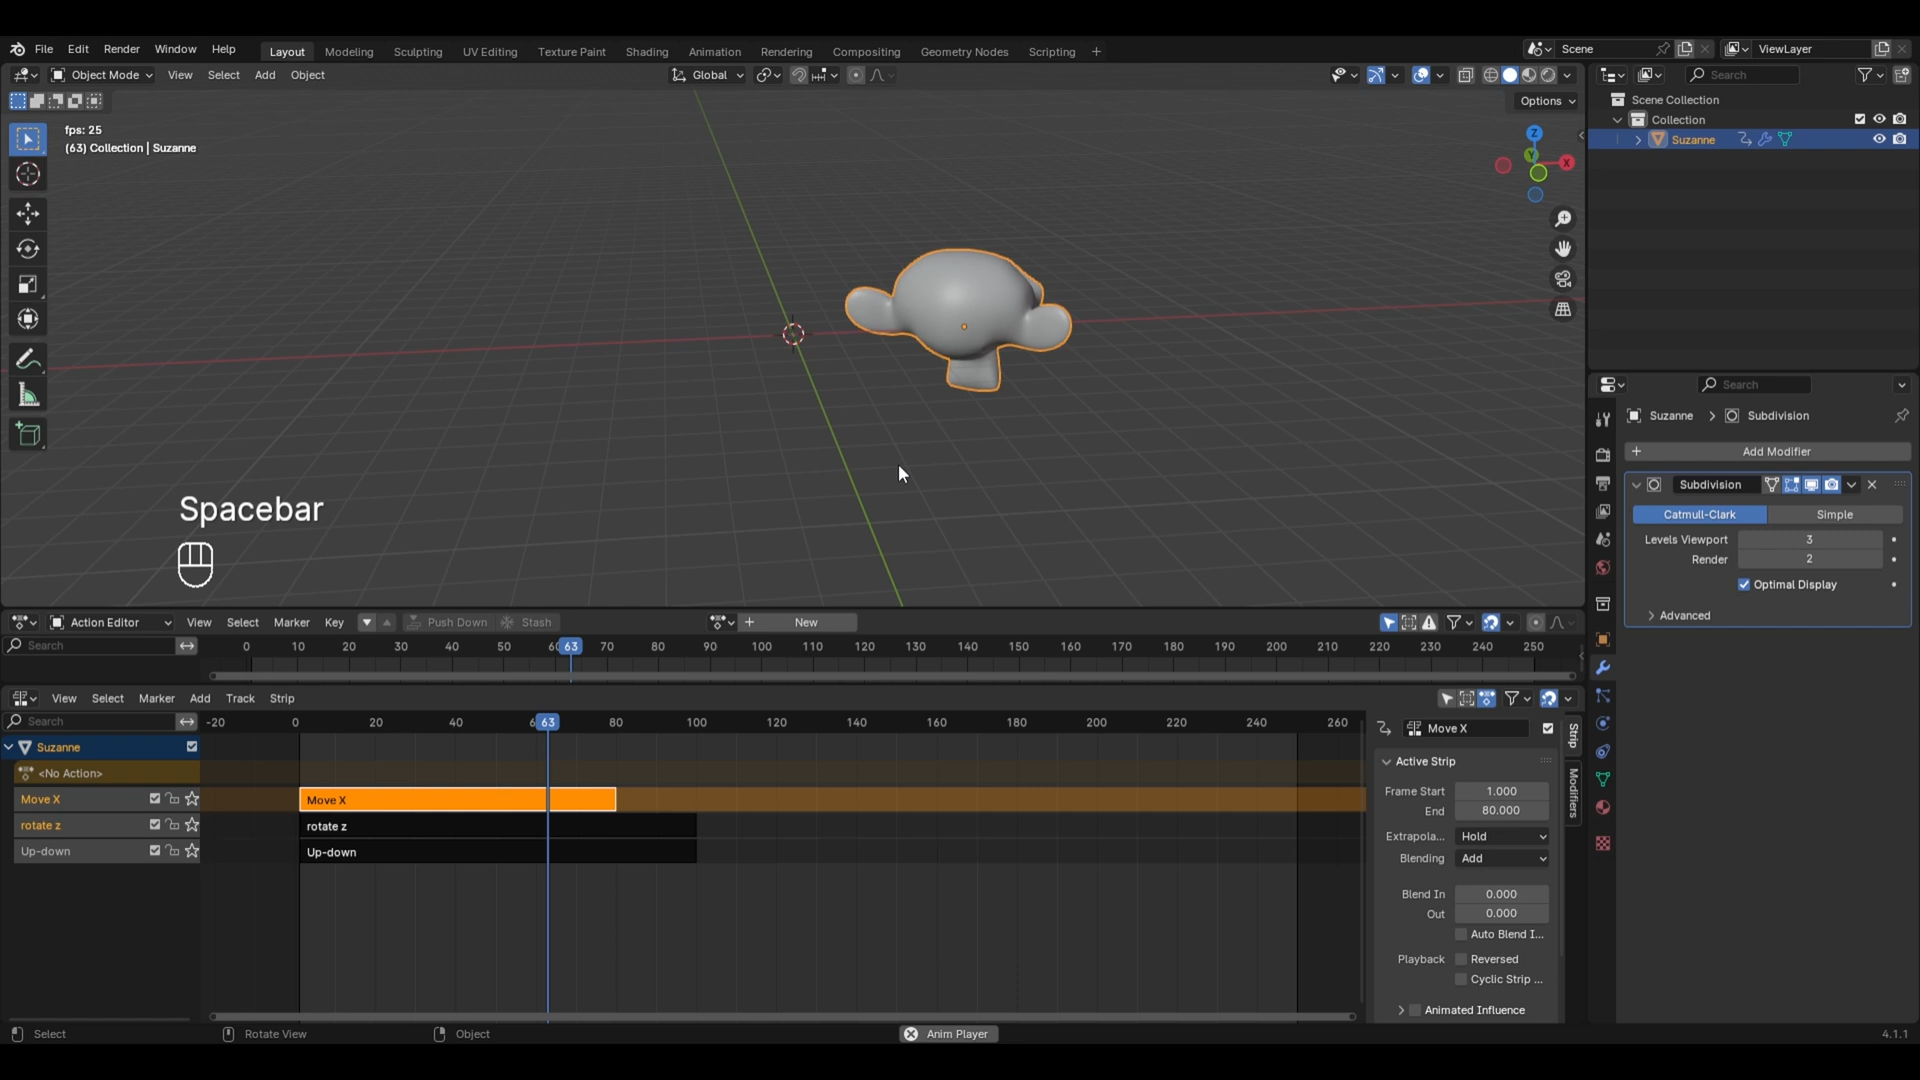 File Edit Render Window Help Layout Modeling Sculpting UV Editing Texture Paint Shading Animation Rendering Compositing Geometry Nodes Scripting + Scene ViewLayer
Object Mode View Select Add Object Global Search
Options
Scene Collection
Collection
Suzanne
fps: 25
(63) Collection | Suzanne
Z
Y
X
Search
Suzanne > Subdivision
+ Add Modifier
Subdivision
Catmull-Clark Simple
Levels Viewport 3
Render 2
Optimal Display
Advanced
Spacebar
Action Editor View Select Marker Key Push Down Stash + New
Search 0 10 20 30 40 50 63 70 80 90 100 110 120 130 140 150 160 170 180 190 200 210 220 230 240 250
View Select Marker Add Track Strip
Search -20 0 20 40 63 80 100 120 140 160 180 200 220 240 260
Suzanne
<No Action>
Move X Move X
rotate z rotate z
Up-down Up-down
Move X
Strip
Modifiers
Active Strip
Frame Start 1.000
End 80.000
Extrapola... Hold
Blending Add
Blend In 0.000
Out 0.000
Auto Blend I...
Playback Reversed
Cyclic Strip ...
Animated Influence
Select Rotate View Object Anim Player 4.1.1